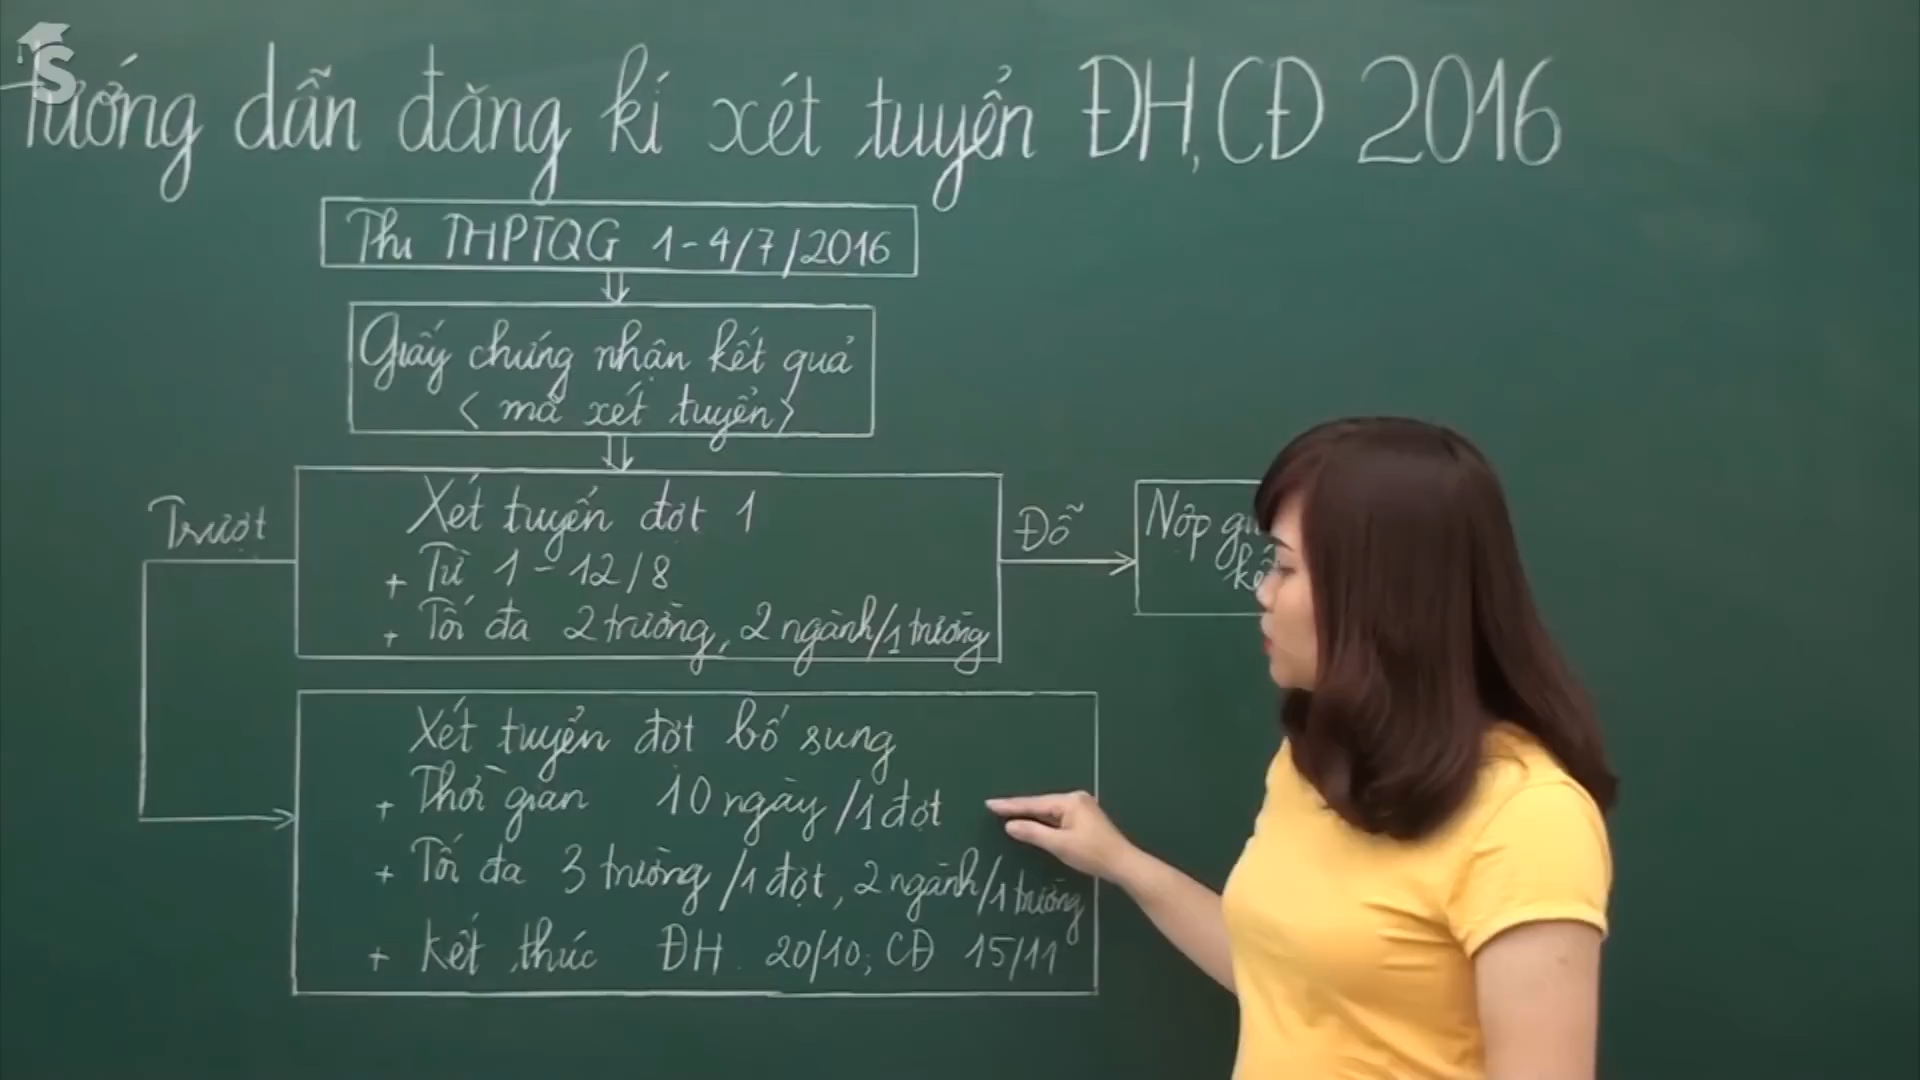 Hướng dẫn đăng kí xét tuyển ĐH, CĐ 2016
Thi THPTQG 1-4/7/2016
Giấy chứng nhận kết quả
< mã xét tuyển >
Trượt
Xét tuyển đợt 1
+ Từ 1 - 12/8
+ Tối đa 2 trường, 2 ngành/1 trường
Đỗ
Nộp
Xét tuyển đợt bổ sung
+ Thời gian 10 ngày /1 đợt
+ Tối đa 3 trường /1 đợt, 2 ngành/1 trường
+ Kết thúc ĐH 20/10; CĐ 15/11
S